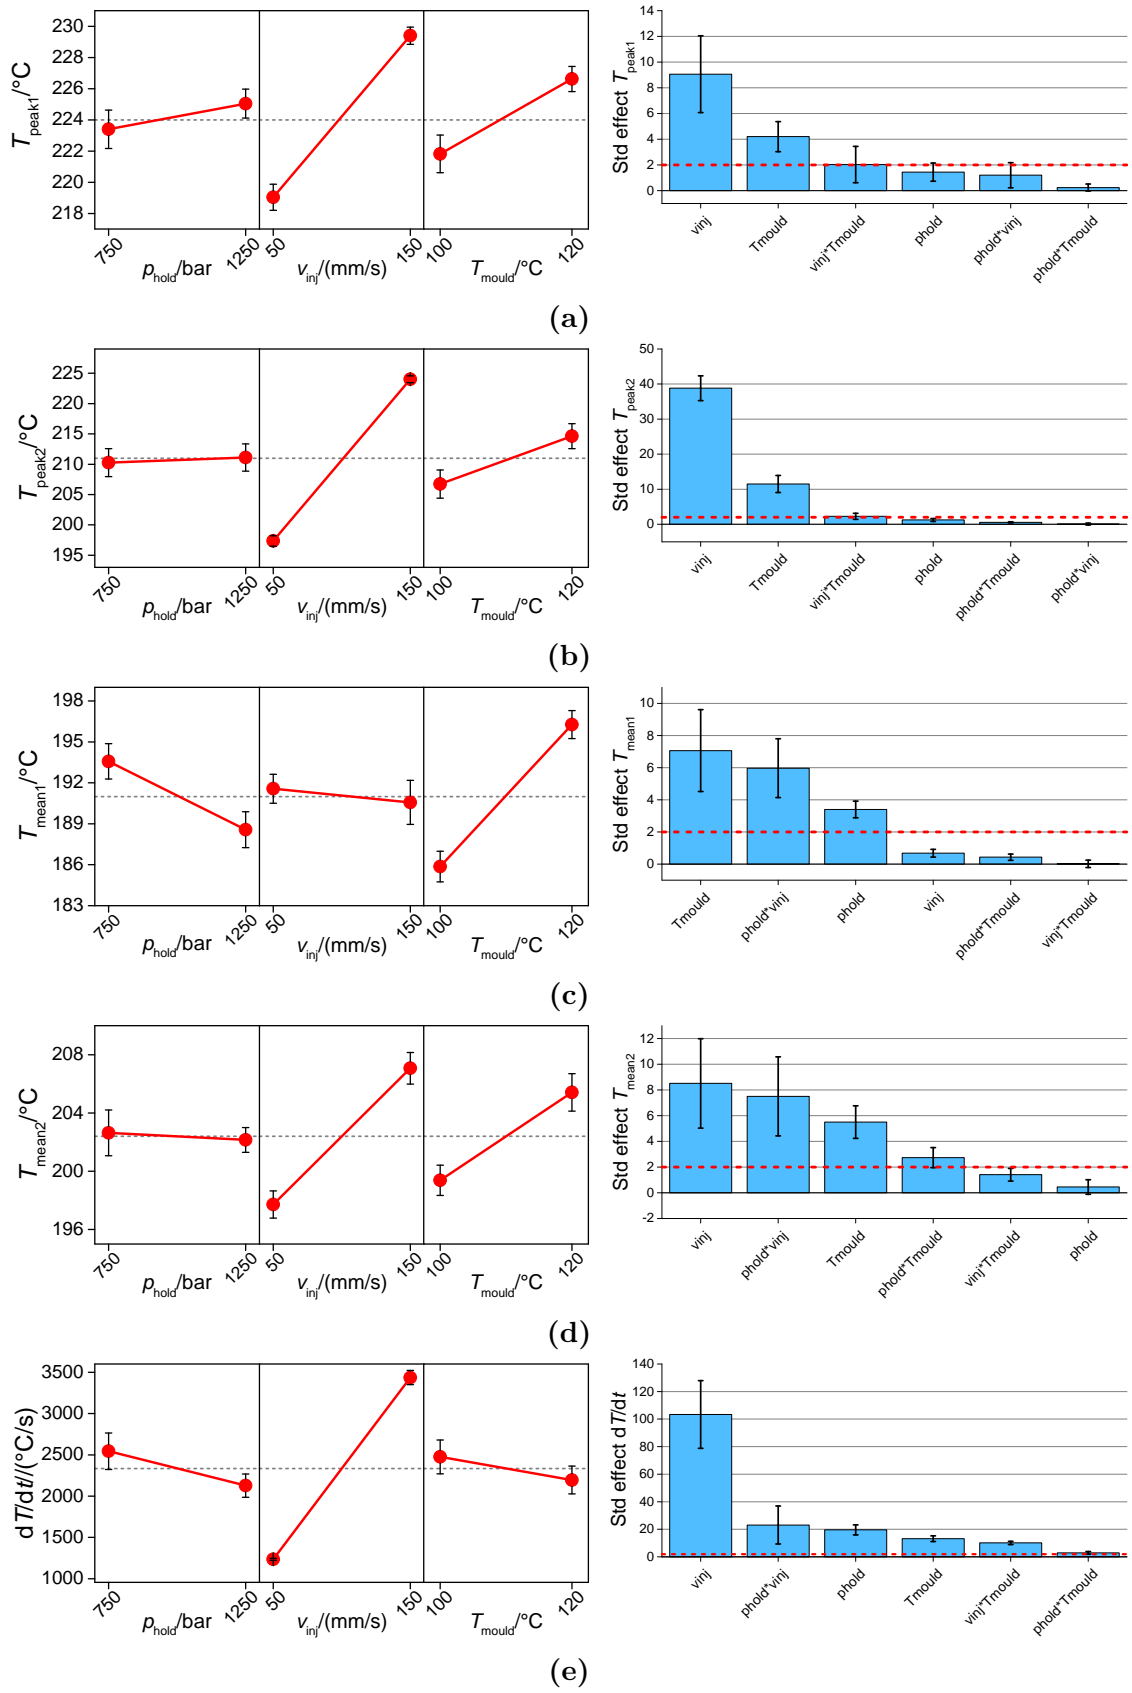 230
228
226
224
222
220
218
T_peak1/°C
750
1250
50
150
100
120
p_hold/bar
v_inj/(mm/s)
T_mould/°C
14
12
10
8
6
4
2
0
Std effect T_peak1
vinj
Tmould
vinj*Tmould
phold
phold*vinj
phold*Tmould
(a)
225
220
215
210
205
200
195
T_peak2/°C
750
1250
50
150
100
120
p_hold/bar
v_inj/(mm/s)
T_mould/°C
50
40
30
20
10
0
Std effect T_peak2
vinj
Tmould
vinj*Tmould
phold
phold*Tmould
phold*vinj
(b)
198
195
192
189
186
183
T_mean1/°C
750
1250
50
150
100
120
p_hold/bar
v_inj/(mm/s)
T_mould/°C
10
8
6
4
2
0
Std effect T_mean1
Tmould
phold*vinj
phold
vinj
phold*Tmould
vinj*Tmould
(c)
208
204
200
196
T_mean2/°C
750
1250
50
150
100
120
p_hold/bar
v_inj/(mm/s)
T_mould/°C
12
10
8
6
4
2
0
-2
Std effect T_mean2
vinj
phold*vinj
Tmould
phold*Tmould
vinj*Tmould
phold
(d)
3500
3000
2500
2000
1500
1000
dT/dt//(°C/s)
750
1250
50
150
100
120
p_hold/bar
v_inj/(mm/s)
T_mould/°C
140
120
100
80
60
40
20
0
Std effect dT/dt
vinj
phold*vinj
phold
Tmould
vinj*Tmould
phold*Tmould
(e)